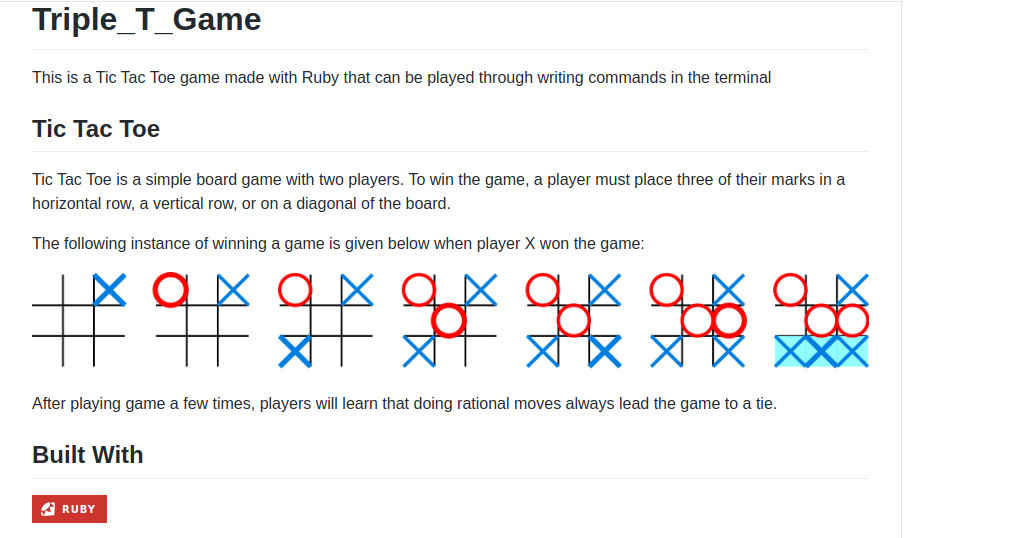 Triple_T_Game
This is a Tic Tac Toe game made with Ruby that can be played through writing commands in the terminal
Tic Tac Toe
Tic Tac Toe is a simple board game with two players. To win the game, a player must place three of their marks in a
horizontal row, a vertical row, or on a diagonal of the board.
The following instance of winning a game is given below when player X won the game:
After playing game a few times, players will learn that doing rational moves always lead the game to a tie.
Built With
RUBY